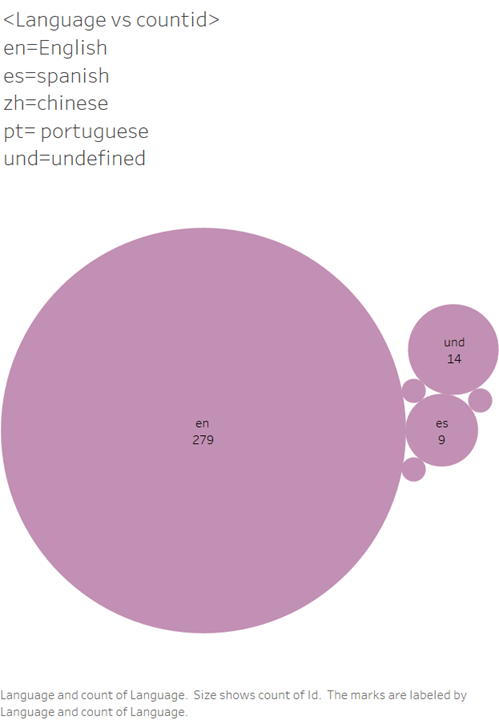 <Language vs countid>
en=English
es=spanish
zh=chinese
pt= portuguese
und=undefined
und
14
en
279
es
9
Language and count of Language. Size shows count of Id. The marks are labeled by
Language and count of Language.